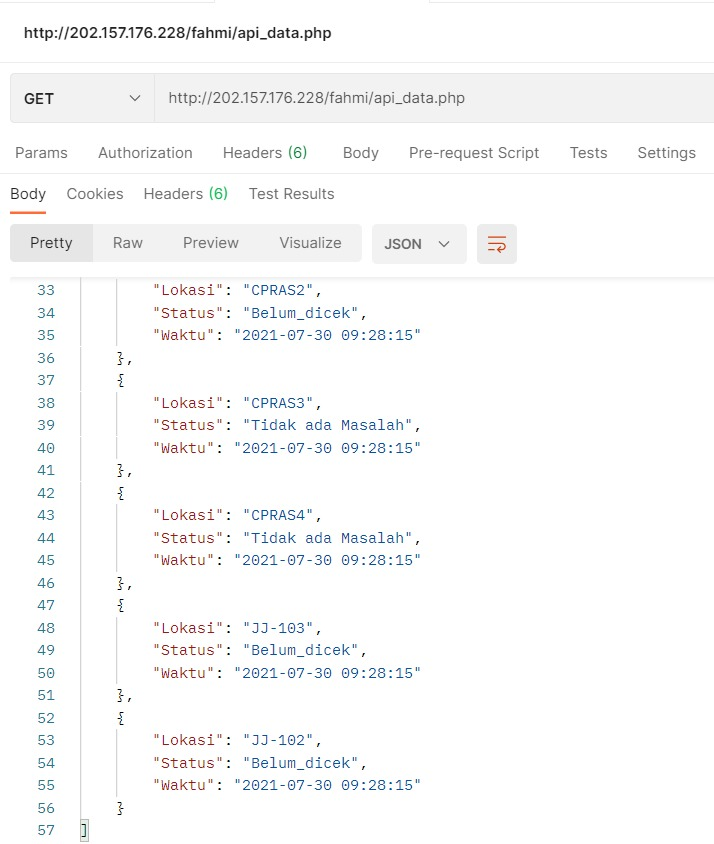 http://202.157.176.228/fahmi/api_data.php
GET http://202.157.176.228/fahmi/api_data.php
Params Authorization Headers (6) Body Pre-request Script Tests Settings
Body Cookies Headers (6) Test Results
Pretty Raw Preview Visualize JSON
33 "Lokasi": "CPRAS2",
34 "Status": "Belum_dicek",
35 "Waktu": "2021-07-30 09:28:15"
36 },
37 {
38 "Lokasi": "CPRAS3",
39 "Status": "Tidak ada Masalah",
40 "Waktu": "2021-07-30 09:28:15"
41 },
42 {
43 "Lokasi": "CPRAS4",
44 "Status": "Tidak ada Masalah",
45 "Waktu": "2021-07-30 09:28:15"
46 },
47 {
48 "Lokasi": "JJ-103",
49 "Status": "Belum_dicek",
50 "Waktu": "2021-07-30 09:28:15"
51 },
52 {
53 "Lokasi": "JJ-102",
54 "Status": "Belum_dicek",
55 "Waktu": "2021-07-30 09:28:15"
56 }
57 ]